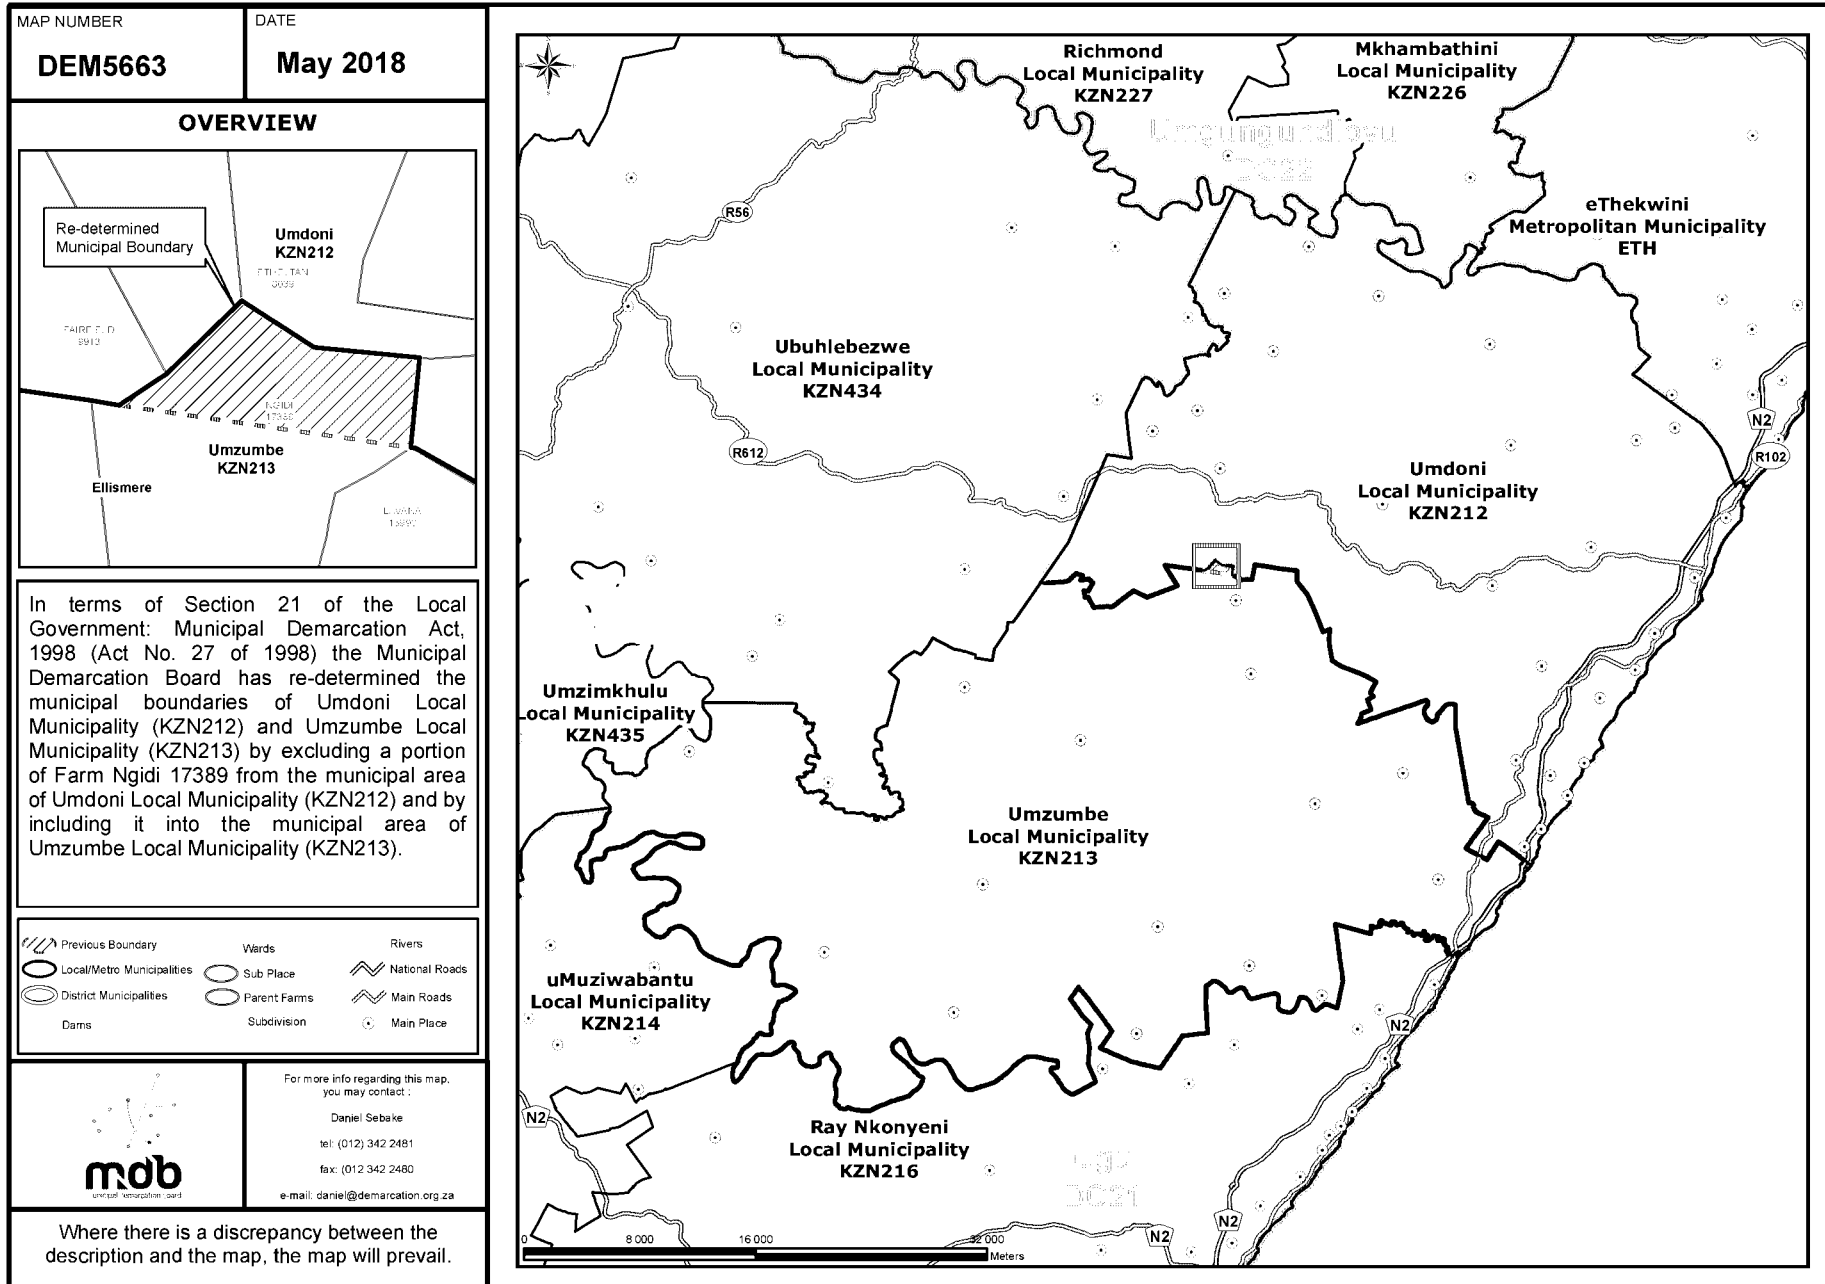 MAP NUMBER
DEM5663
DATE
May 2018
OVERVIEW
Re-determined
Municipal Boundary
Umdoni
KZN212
NGIDI
Umzumbe
KZN213
Ellismere
In terms of Section 21 of the Local
Government: Municipal Demarcation Act,
1998 (Act No. 27 of 1998) the Municipal
Demarcation Board has re-determined the
municipal boundaries of Umdoni Local
Municipality (KZN212) and Umzumbe Local
Municipality (KZN213) by excluding a portion
of Farm Ngidi 17389 from the municipal area
of Umdoni Local Municipality (KZN212) and by
including it into the municipal area of
Umzumbe Local Municipality (KZN213).
Previous Boundary
Local/Metro Municipalities
District Municipalities
Dams
Wards
Sub Place
Parent Farms
Subdivision
Rivers
National Roads
Main Roads
Main Place
mdb
For more info regarding this map,
you may contact :
Daniel Sebake
tel: (012) 342 2481
fax: (012 342 2480
e-mail: daniel@demarcation.org.za
Where there is a discrepancy between the
description and the map, the map will prevail.
Richmond
Local Municipality
KZN227
Mkhambathini
Local Municipality
KZN226
DC22
eThekwini
Metropolitan Municipality
ETH
R56
Ubuhlebezwe
Local Municipality
KZN434
R612
N2
R102
Umdoni
Local Municipality
KZN212
Umzimkhulu
Local Municipality
KZN435
Umzumbe
Local Municipality
KZN213
uMuziwabantu
Local Municipality
KZN214
N2
N2
Ray Nkonyeni
Local Municipality
KZN216
DC21
N2
N2
0 8 000 16 000 32 000
Meters